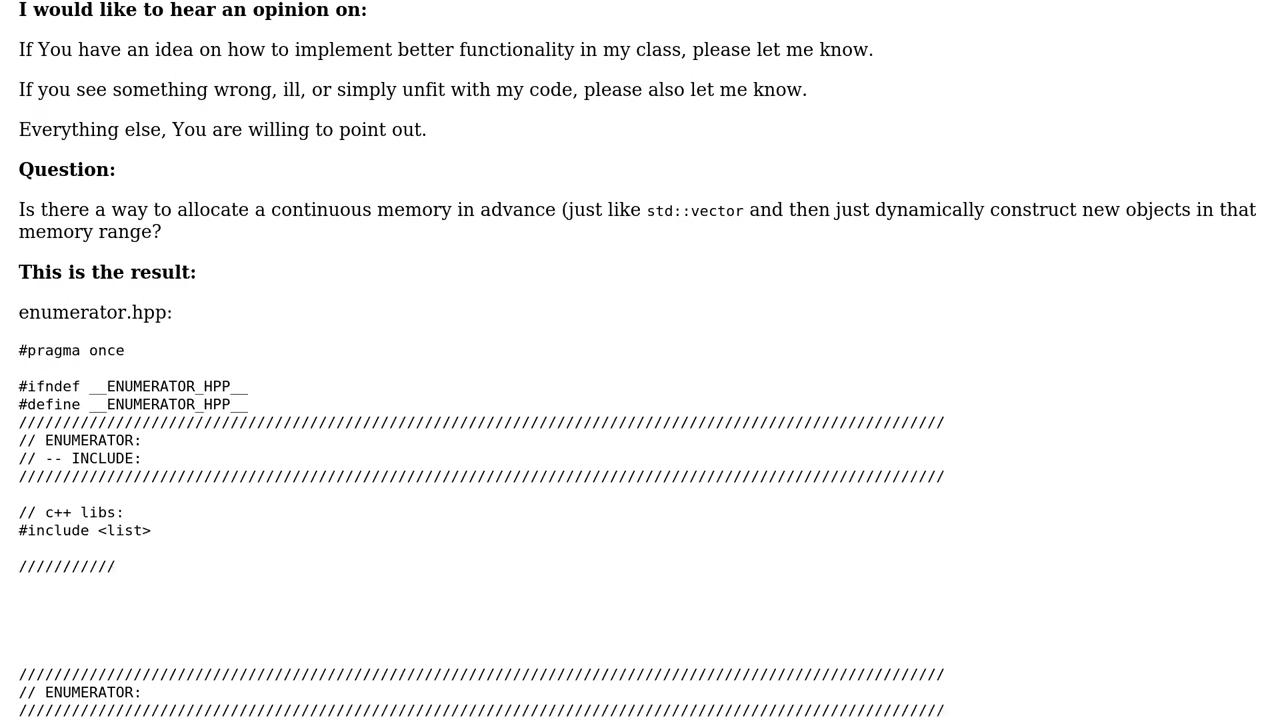 I would like to hear an opinion on:
If You have an idea on how to implement better functionality in my class, please let me know.
If you see something wrong, ill, or simply unfit with my code, please also let me know.
Everything else, You are willing to point out.
Question:
Is there a way to allocate a continuous memory in advance (just like std::vector and then just dynamically construct new objects in that
memory range?
This is the result:
enumerator.hpp:
#pragma once
#ifndef __ENUMERATOR_HPP__
#define __ENUMERATOR_HPP__
/////////////////////////////////////////////////////////////////////////////////////////////////////////
// ENUMERATOR:
// -- INCLUDE:
/////////////////////////////////////////////////////////////////////////////////////////////////////////
// c++ libs:
#include <list>
///////////
/////////////////////////////////////////////////////////////////////////////////////////////////////////
// ENUMERATOR:
/////////////////////////////////////////////////////////////////////////////////////////////////////////